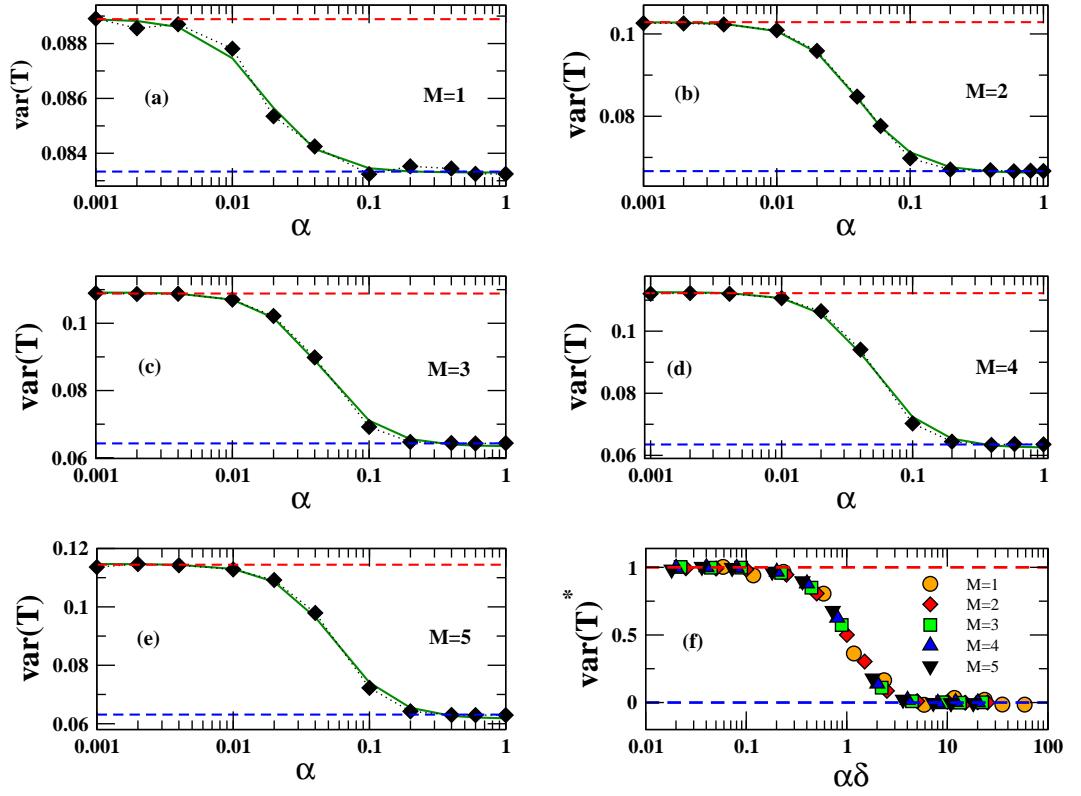 0.088
0.086
0.084
var(T)
(a)
M=1
0.001 0.01 0.1 1
α
0.1
0.08
var(T)
(b)
M=2
0.001 0.01 0.1 1
α
0.1
0.08
0.06
var(T)
(c)
M=3
0.001 0.01 0.1 1
α
0.1
0.08
0.06
var(T)
(d)
M=4
0.001 0.01 0.1 1
α
0.12
0.1
0.08
0.06
var(T)
(e)
M=5
0.001 0.01 0.1 1
α
1
0.5
0
var(T)*
(f)
M=1
M=2
M=3
M=4
M=5
0.01 0.1 1 10 100
αδ